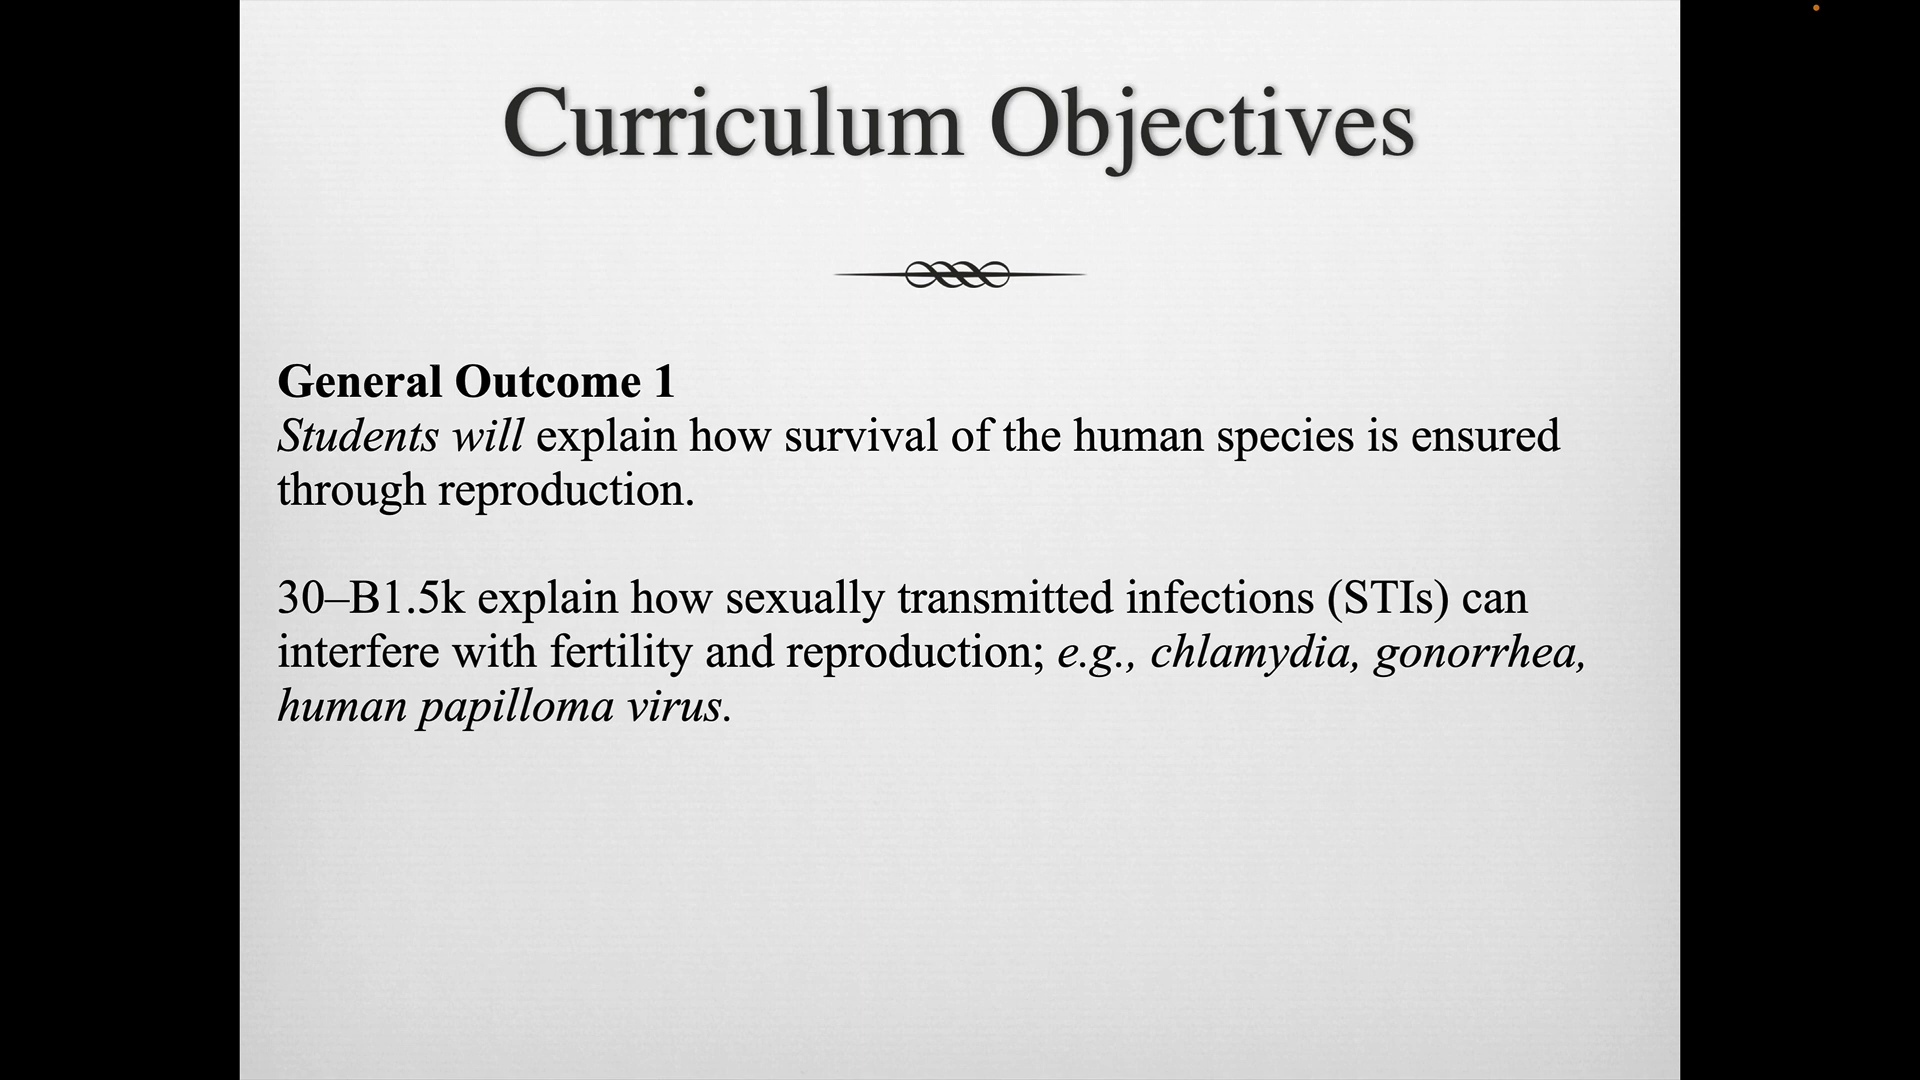 Curriculum Objectives
General Outcome 1
Students will explain how survival of the human species is ensured
through reproduction.
30–B1.5k explain how sexually transmitted infections (STIs) can
interfere with fertility and reproduction; e.g., chlamydia, gonorrhea,
human papilloma virus.